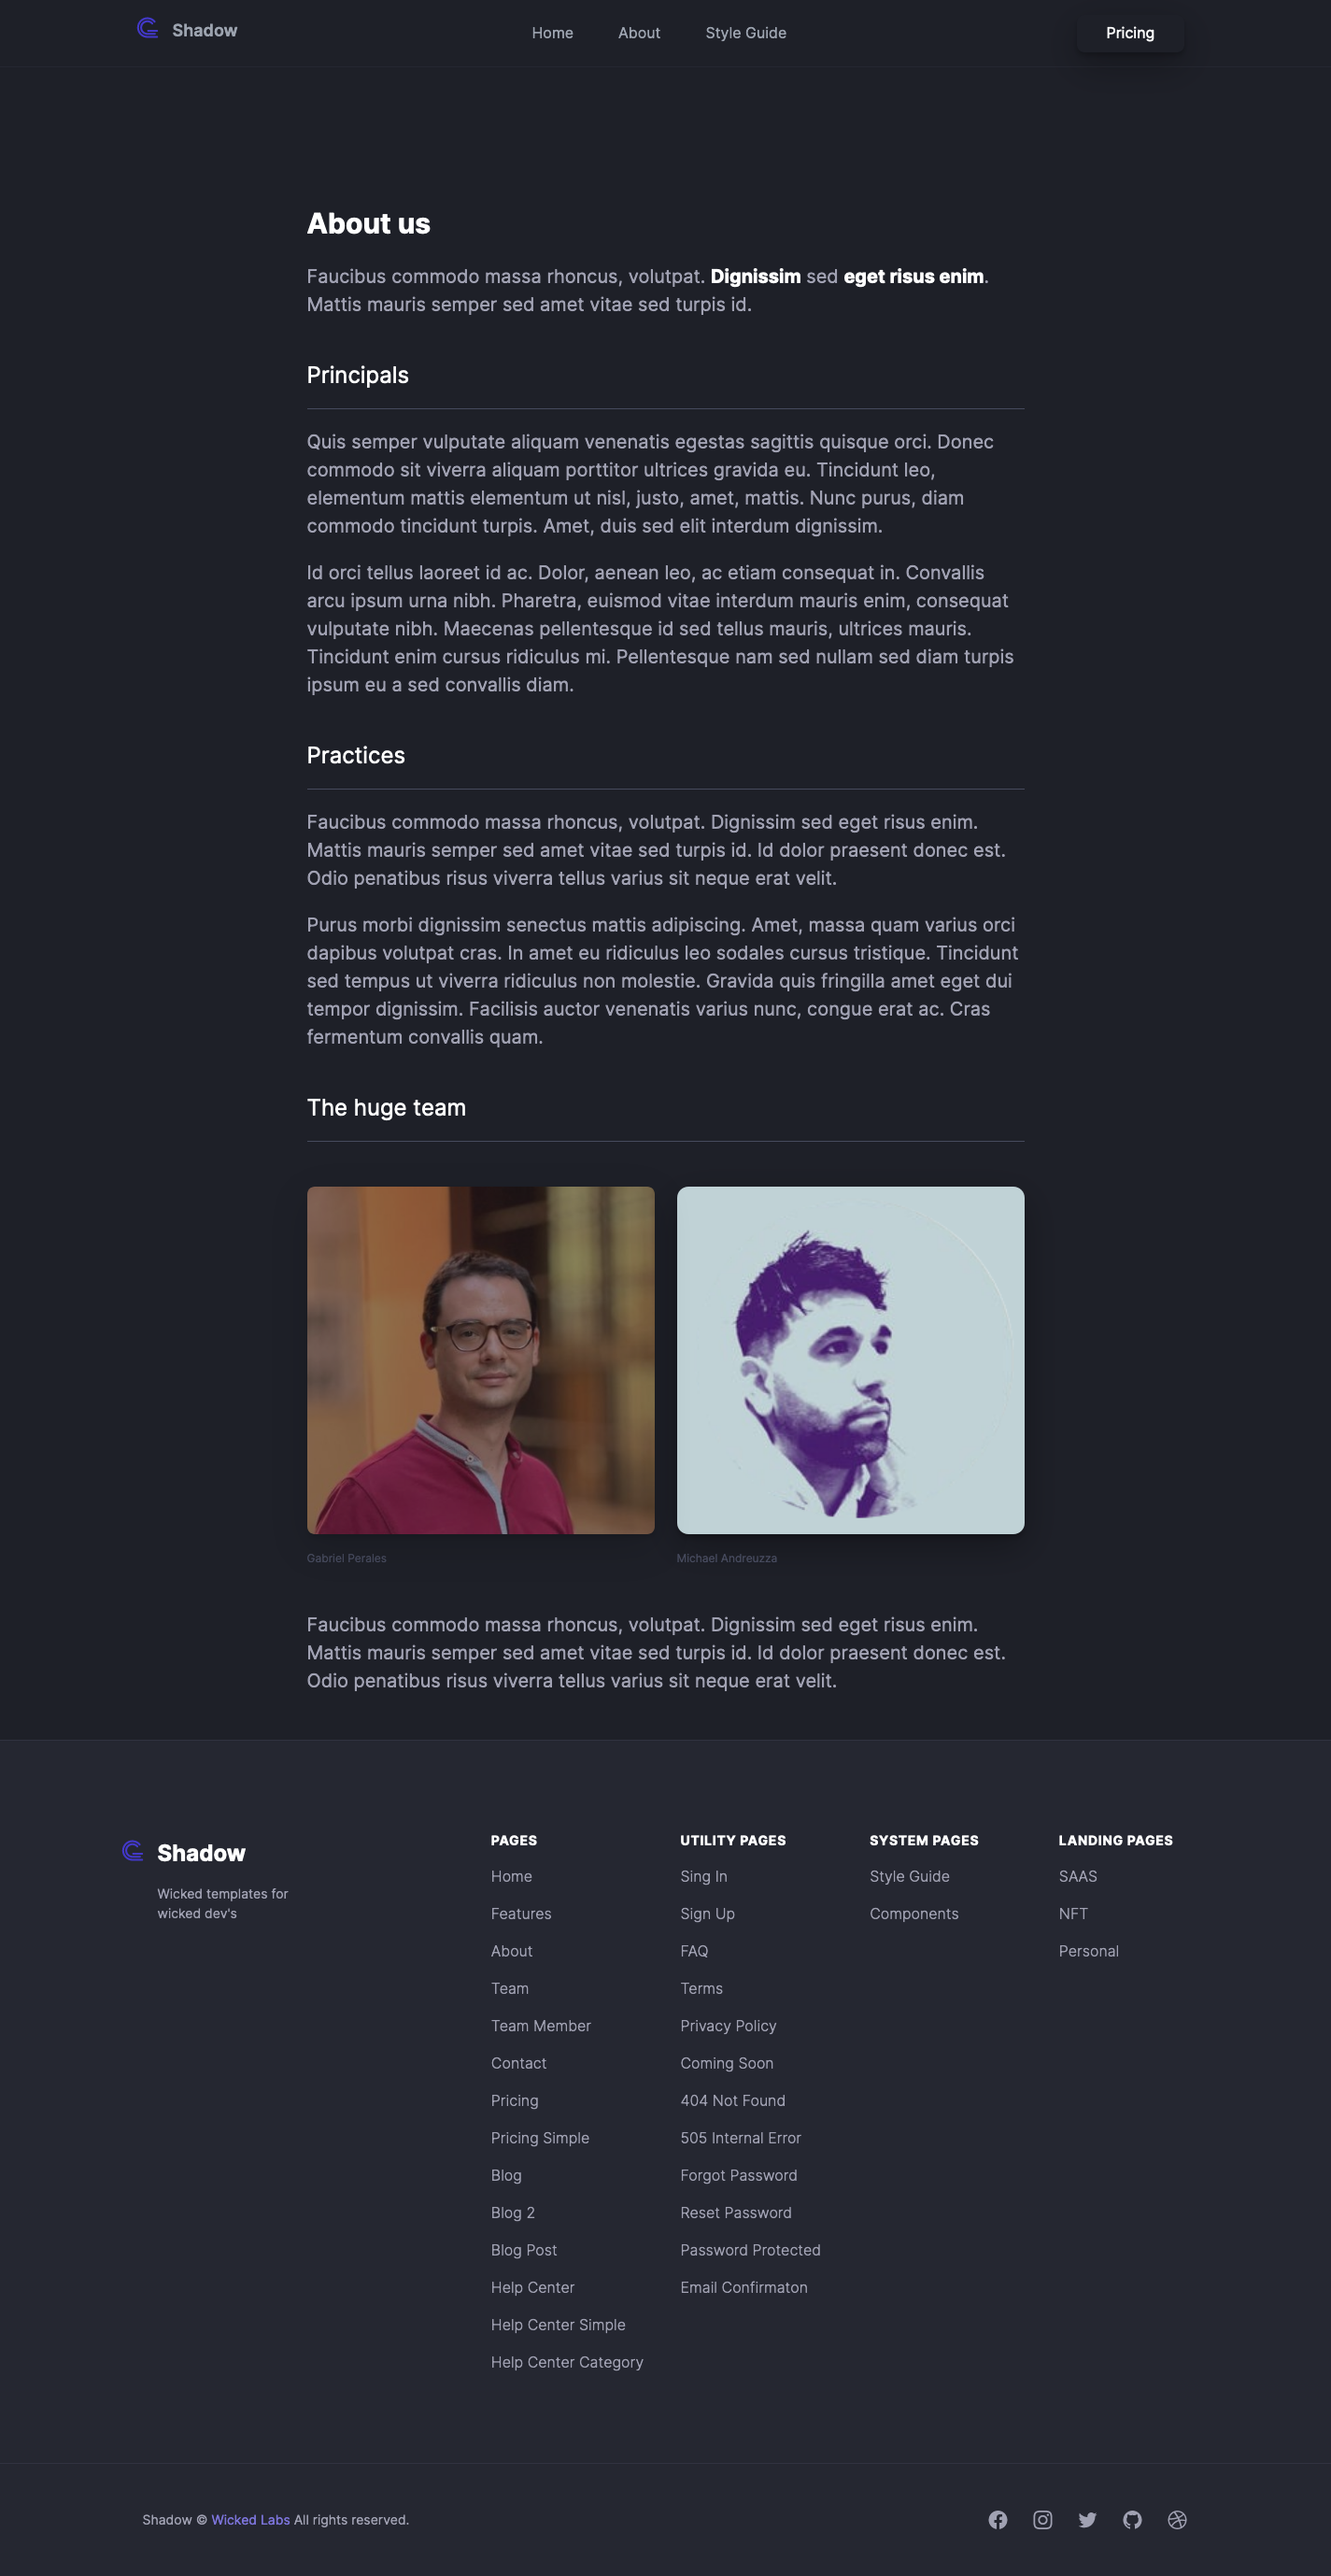 Shadow
Home About Style Guide
Pricing
About us
Faucibus commodo massa rhoncus, volutpat. Dignissim sed eget risus enim.
Mattis mauris semper sed amet vitae sed turpis id.
Principals
Quis semper vulputate aliquam venenatis egestas sagittis quisque orci. Donec
commodo sit viverra aliquam porttitor ultrices gravida eu. Tincidunt leo,
elementum mattis elementum ut nisl, justo, amet, mattis. Nunc purus, diam
commodo tincidunt turpis. Amet, duis sed elit interdum dignissim.
Id orci tellus laoreet id ac. Dolor, aenean leo, ac etiam consequat in. Convallis
arcu ipsum urna nibh. Pharetra, euismod vitae interdum mauris enim, consequat
vulputate nibh. Maecenas pellentesque id sed tellus mauris, ultrices mauris.
Tincidunt enim cursus ridiculus mi. Pellentesque nam sed nullam sed diam turpis
ipsum eu a sed convallis diam.
Practices
Faucibus commodo massa rhoncus, volutpat. Dignissim sed eget risus enim.
Mattis mauris semper sed amet vitae sed turpis id. Id dolor praesent donec est.
Odio penatibus risus viverra tellus varius sit neque erat velit.
Purus morbi dignissim senectus mattis adipiscing. Amet, massa quam varius orci
dapibus volutpat cras. In amet eu ridiculus leo sodales cursus tristique. Tincidunt
sed tempus ut viverra ridiculus non molestie. Gravida quis fringilla amet eget dui
tempor dignissim. Facilisis auctor venenatis varius nunc, congue erat ac. Cras
fermentum convallis quam.
The huge team
Gabriel Perales
Michael Andreuzza
Faucibus commodo massa rhoncus, volutpat. Dignissim sed eget risus enim.
Mattis mauris semper sed amet vitae sed turpis id. Id dolor praesent donec est.
Odio penatibus risus viverra tellus varius sit neque erat velit.
Shadow
Wicked templates for
wicked dev's
PAGES
Home
Features
About
Team
Team Member
Contact
Pricing
Pricing Simple
Blog
Blog 2
Blog Post
Help Center
Help Center Simple
Help Center Category
UTILITY PAGES
Sing In
Sign Up
FAQ
Terms
Privacy Policy
Coming Soon
404 Not Found
505 Internal Error
Forgot Password
Reset Password
Password Protected
Email Confirmaton
SYSTEM PAGES
Style Guide
Components
LANDING PAGES
SAAS
NFT
Personal
Shadow © Wicked Labs All rights reserved.